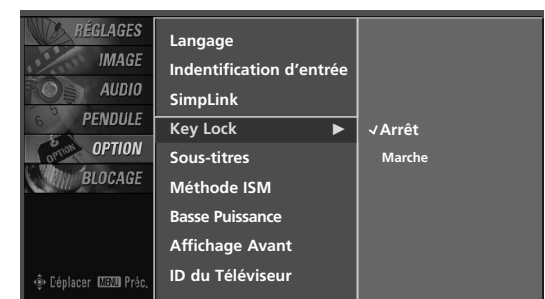 RÉGLAGES
IMAGE
AUDIO
PENDULE
OPTION
BLOCAGE
Déplacer MENU Préc.
Langage
Indentification d'entrée
SimpLink
Key Lock ►
Sous-titres
Méthode ISM
Basse Puissance
Affichage Avant
ID du Téléviseur
✓Arrêt
Marche